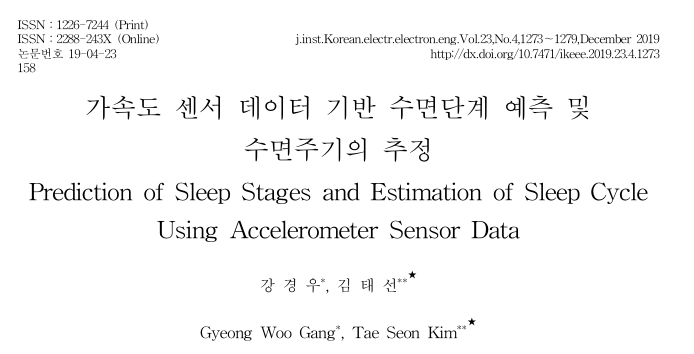 ISSN : 1226-7244 (Print)
ISSN : 2288-243X (Online)
j.inst.Korean.electr.electron.eng.Vol.23,No.4,1273∼1279,December 2019
논문번호 19-04-23
http://dx.doi.org/10.7471/ikeee.2019.23.4.1273
158
가속도 센서 데이터 기반 수면단계 예측 및
수면주기의 추정
Prediction of Sleep Stages and Estimation of Sleep Cycle
Using Accelerometer Sensor Data
강 경 우*, 김 태 선**★
Gyeong Woo Gang*, Tae Seon Kim**★